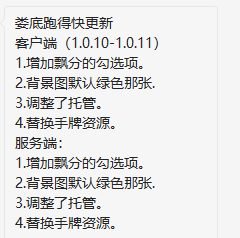 娄底跑得快更新
客户端（1.0.10-1.0.11）
1.增加飘分的勾选项。
2.背景图默认绿色那张.
3.调整了托管。
4.替换手牌资源。
服务端：
1.增加飘分的勾选项。
2.背景图默认绿色那张.
3.调整了托管。
4.替换手牌资源。